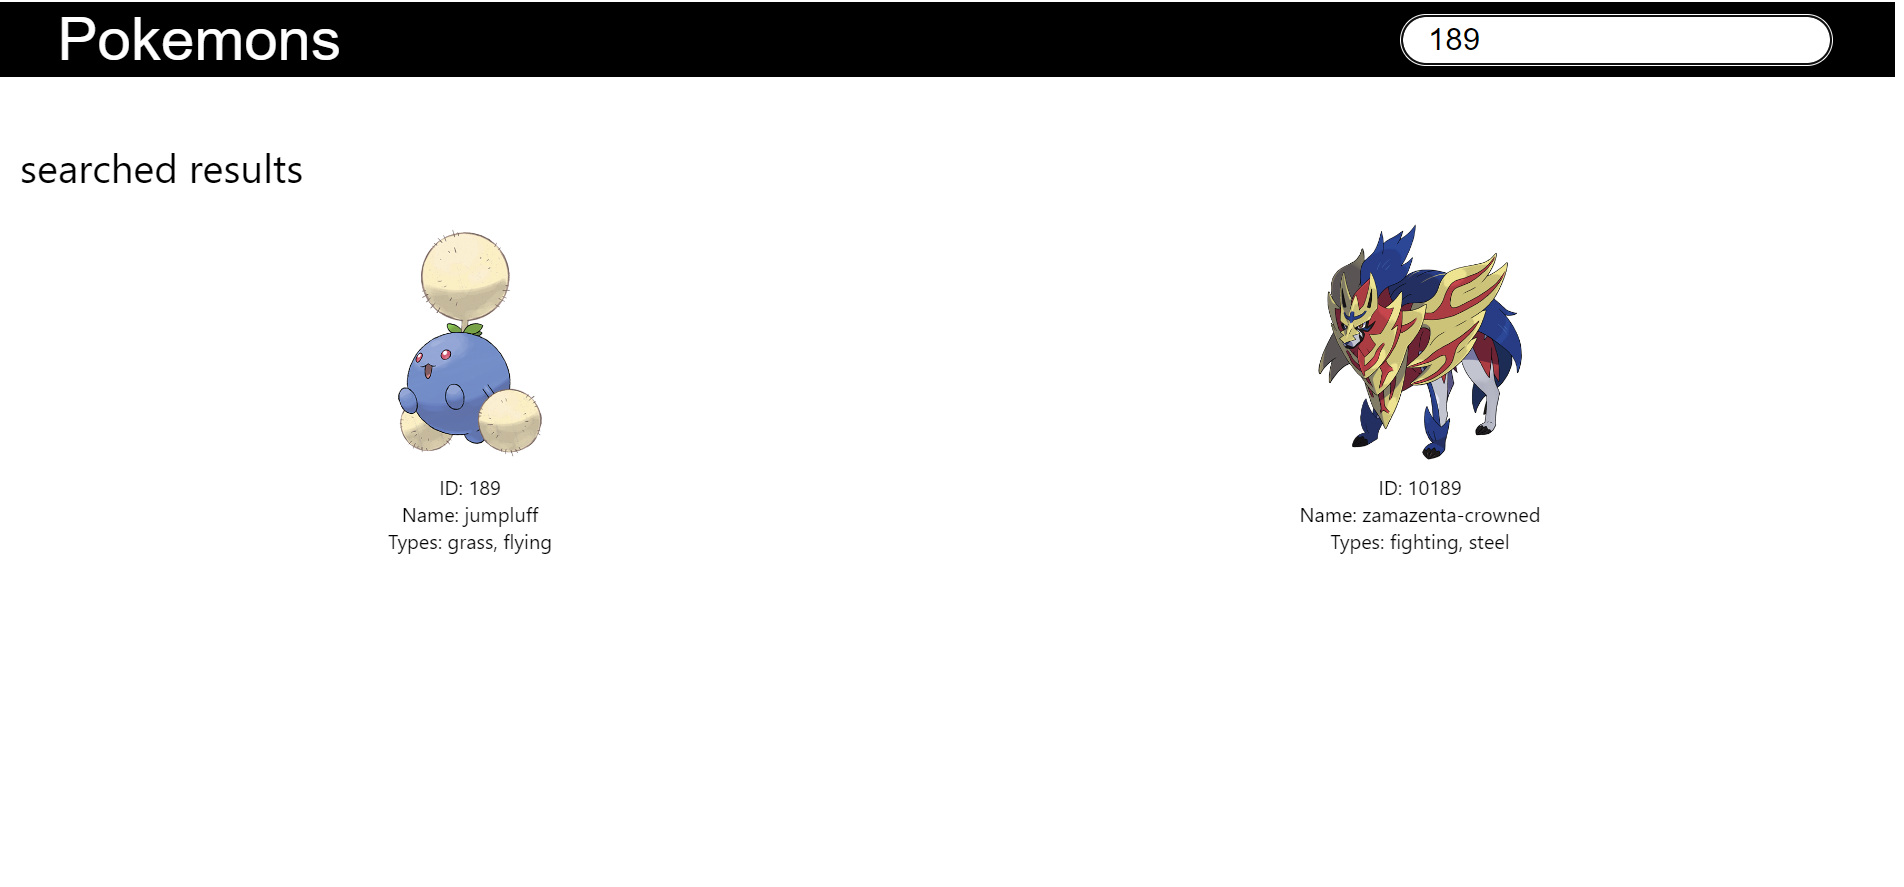 Pokemons
189
searched results
ID: 189
Name: jumpluff
Types: grass, flying
ID: 10189
Name: zamazenta-crowned
Types: fighting, steel